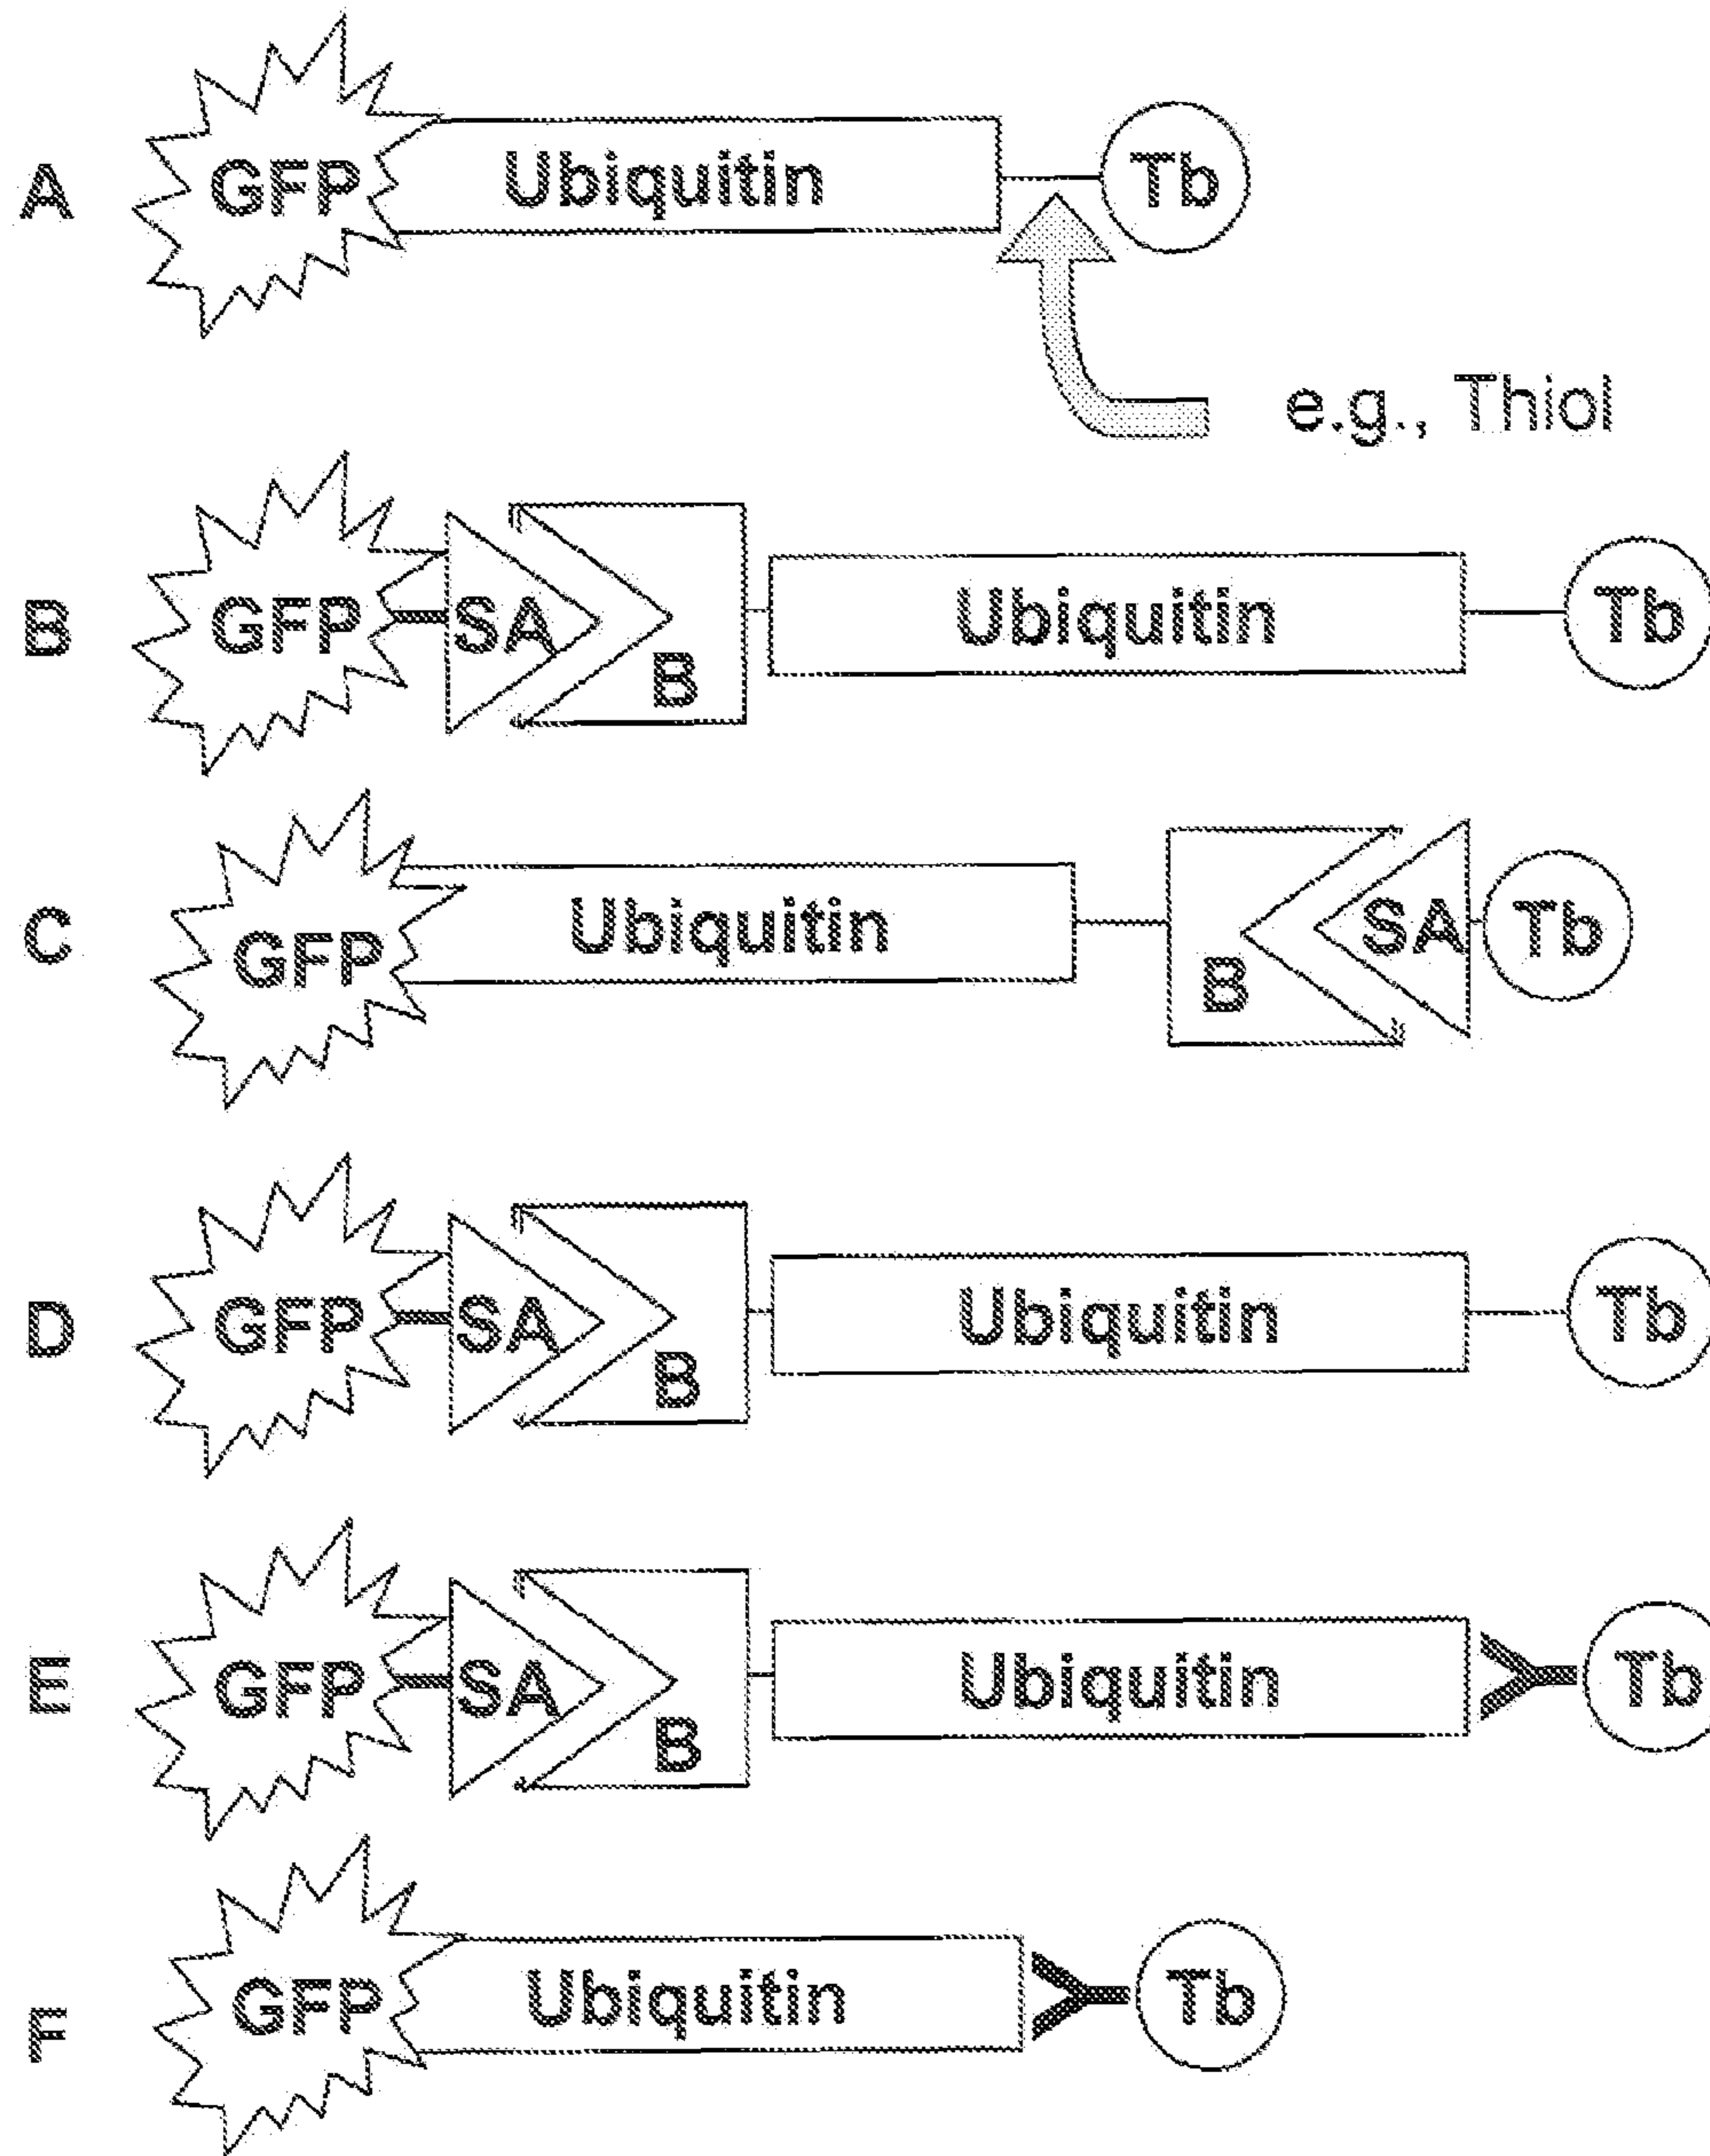 A GFP Ubiquitin Tb
e.g., Thiol
B GFP SA B Ubiquitin Tb
C GFP Ubiquitin B SA Tb
D GFP SA B Ubiquitin Tb
E GFP SA B Ubiquitin Tb
F GFP Ubiquitin Tb